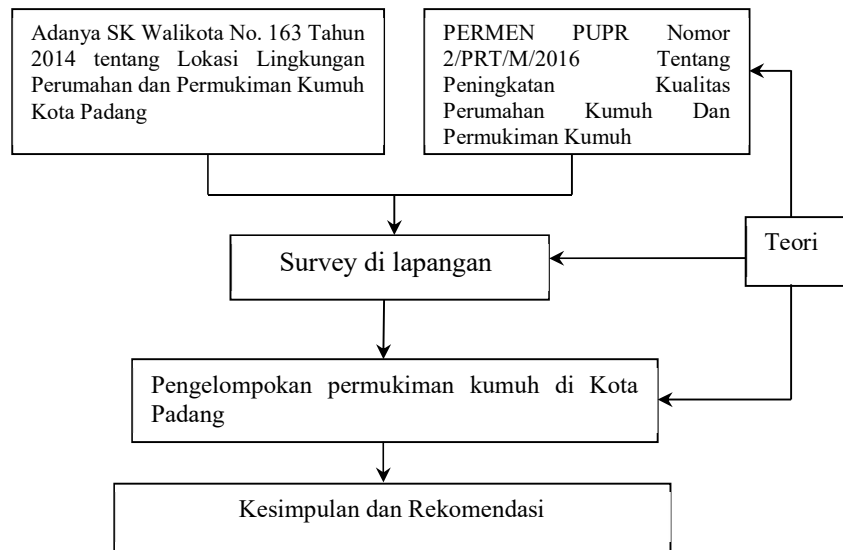 Adanya SK Walikota No. 163 Tahun
2014 tentang Lokasi Lingkungan
Perumahan dan Permukiman Kumuh
Kota Padang
PERMEN PUPR Nomor
2/PRT/M/2016 Tentang
Peningkatan Kualitas
Perumahan Kumuh Dan
Permukiman Kumuh
Teori
Survey di lapangan
Pengelompokan permukiman kumuh di Kota
Padang
Kesimpulan dan Rekomendasi